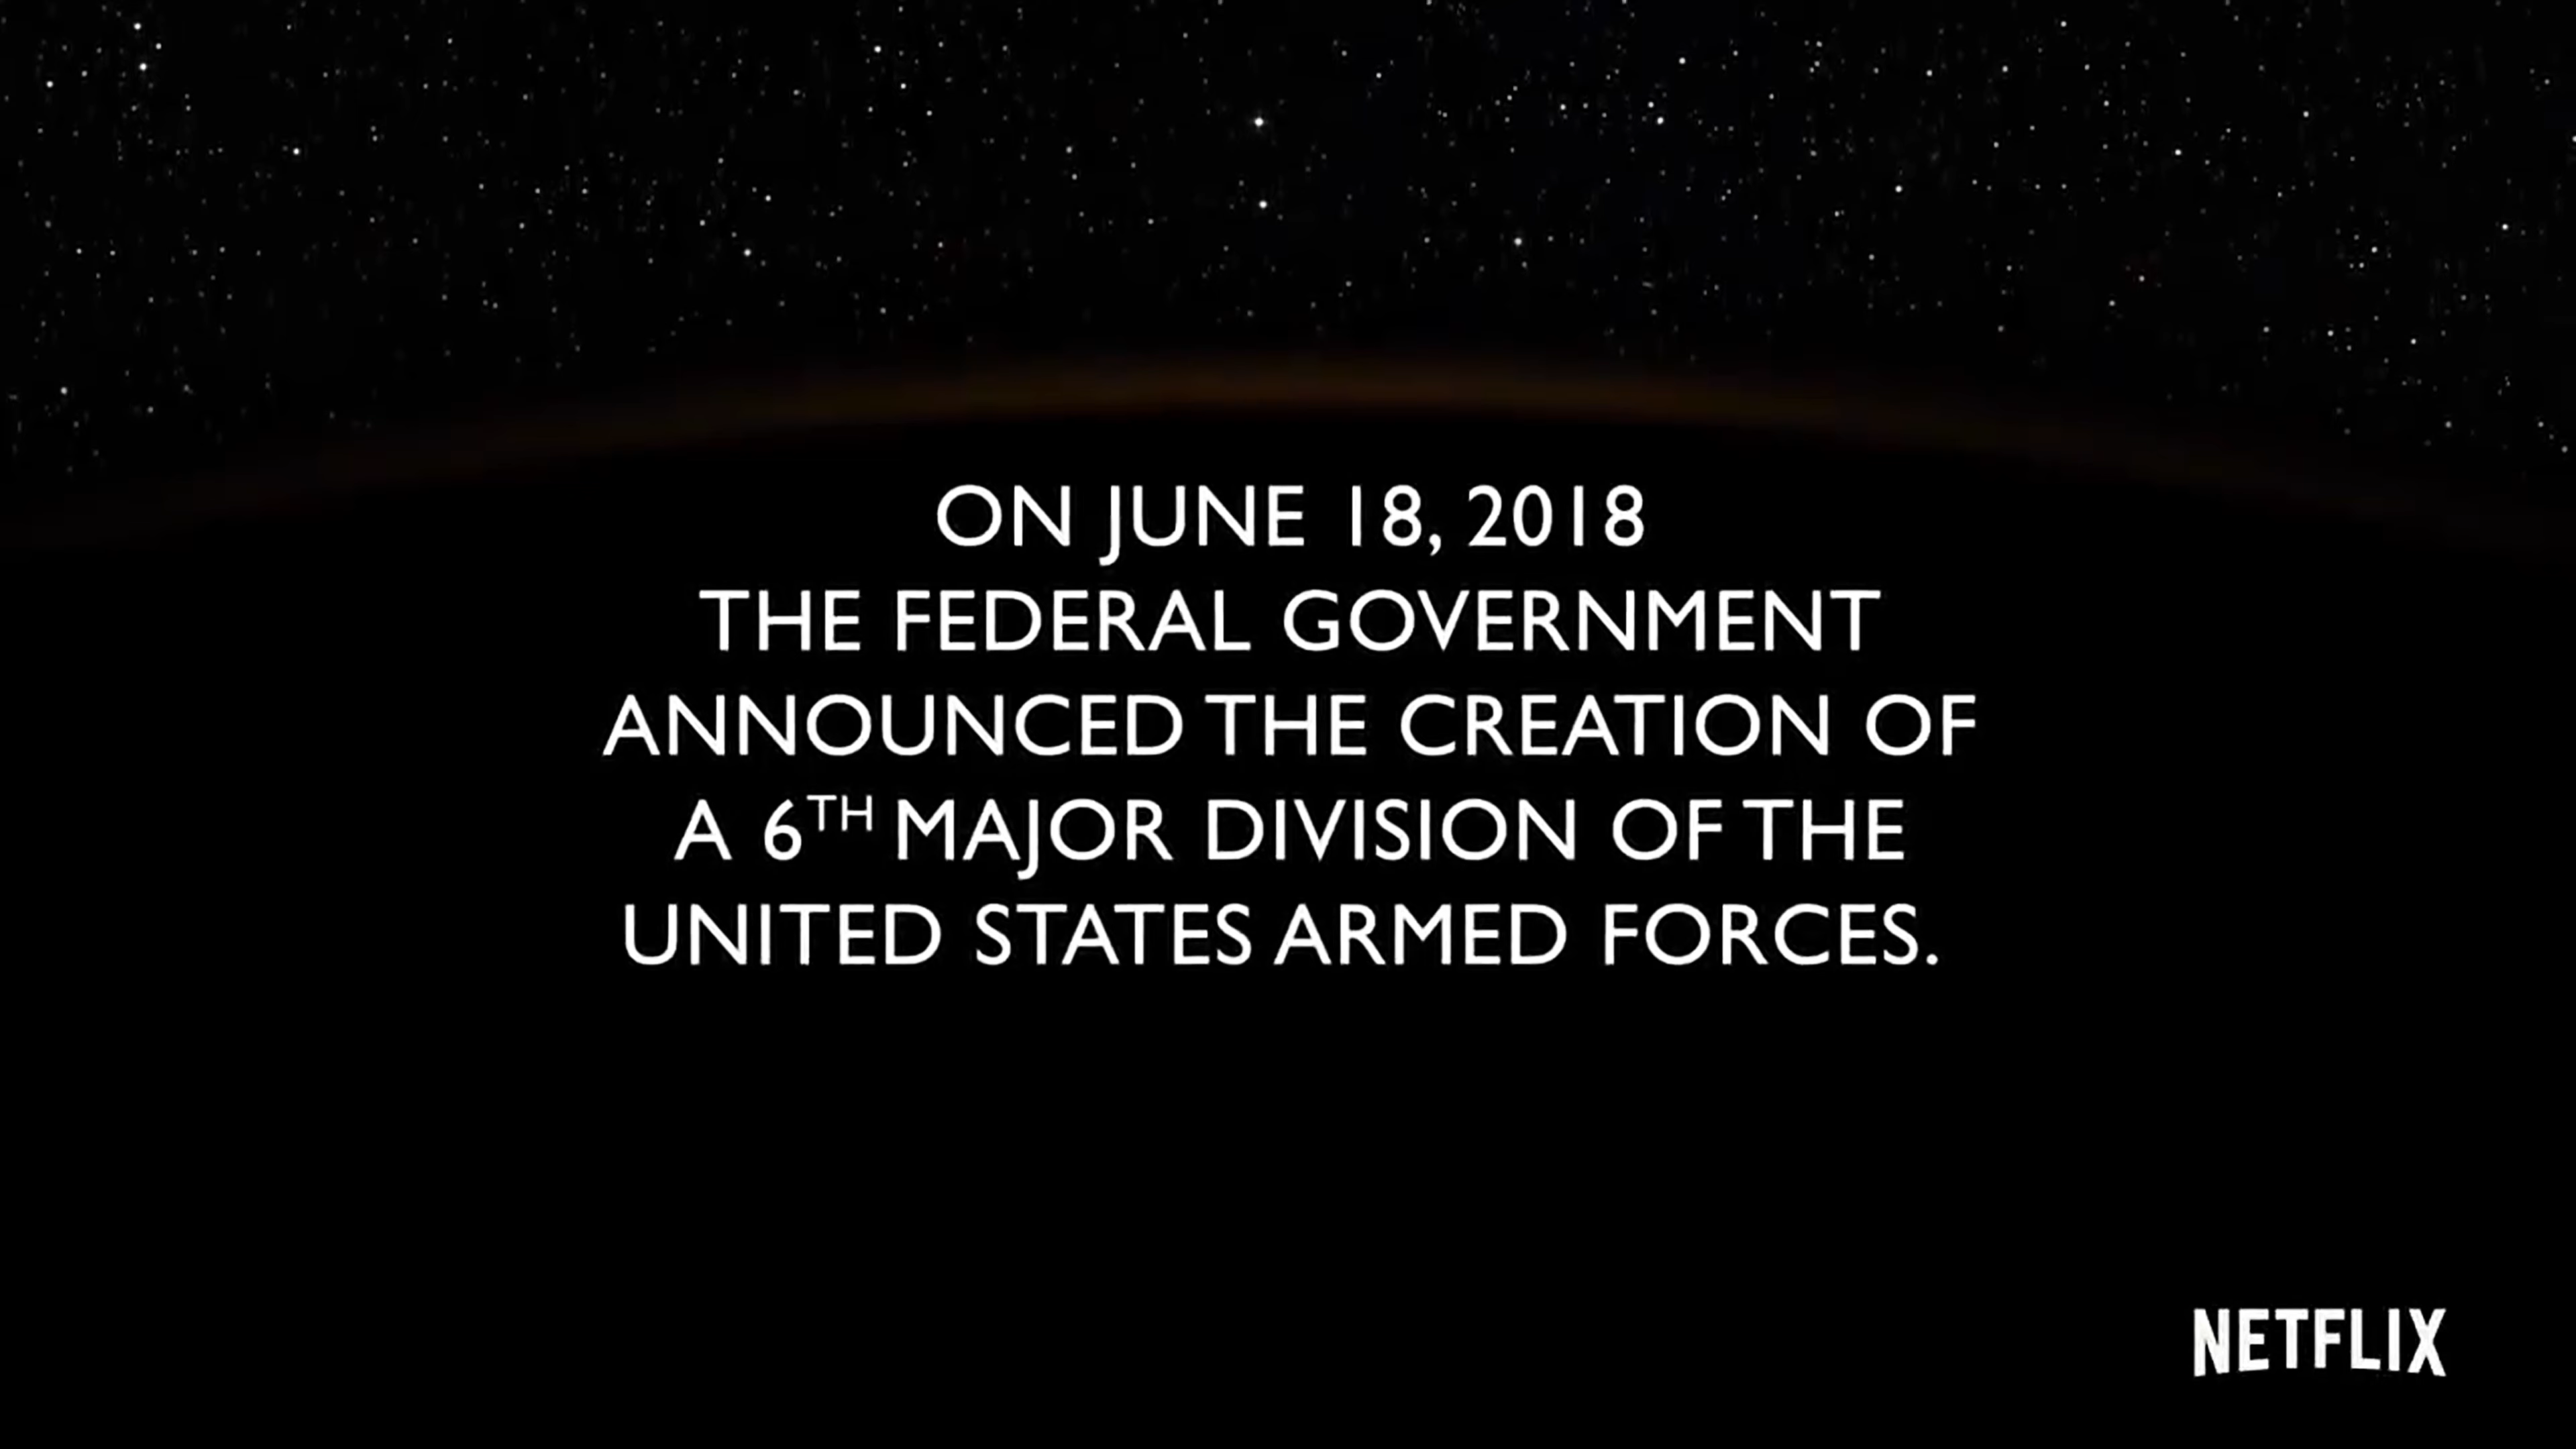 ON JUNE 18, 2018
THE FEDERAL GOVERNMENT
ANNOUNCED THE CREATION OF
A 6TH MAJOR DIVISION OF THE
UNITED STATES ARMED FORCES.
NETFLIX